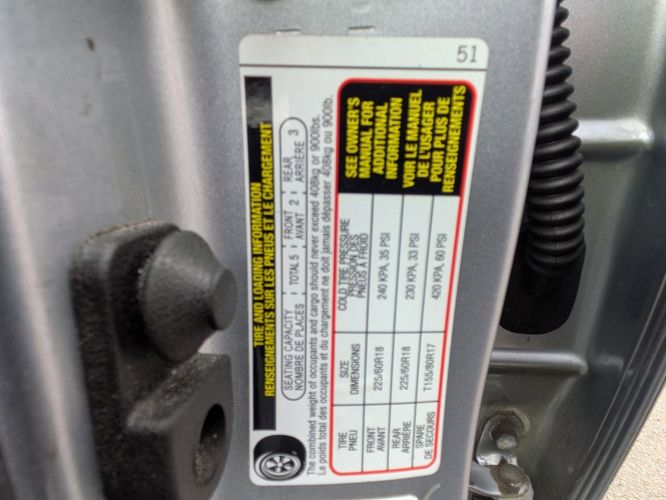 TIRE AND LOADING INFORMATION
RENSEIGNEMENTS SUR LES PNEUS ET LE CHARGEMENT
SEATING CAPACITY TOTAL 5 FRONT 2 REAR 3
NOMBRE DE PLACES AVANT ARRIÈRE
The combined weight of occupants and cargo should never exceed 408kg or 900lbs.
Le poids total des occupants et du chargement ne doit jamais dépasser 408kg ou 900lb.
TIRE SIZE COLD TIRE PRESSURE
PNEU DIMENSIONS PRESSION DES
PNEUS À FROID
FRONT 225/60R18 240 KPA, 35 PSI
AVANT
REAR 225/60R18 230 KPA, 33 PSI
ARRIÈRE
SPARE T155/80R17 420 KPA, 60 PSI
DE SECOURS
SEE OWNER'S
MANUAL FOR
ADDITIONAL
INFORMATION
VOIR LE MANUEL
DE L'USAGER
POUR PLUS DE
RENSEIGNEMENTS
51